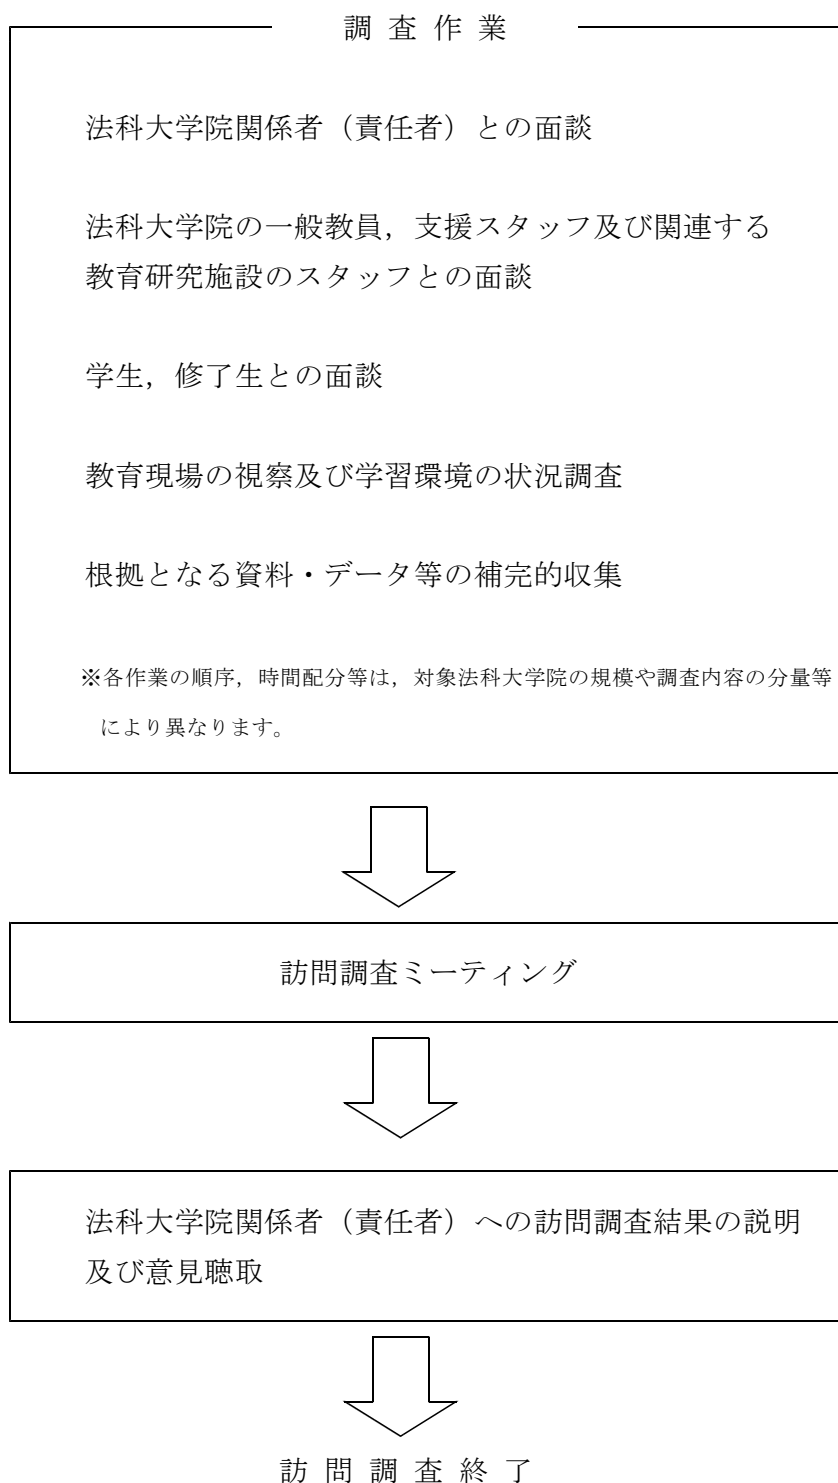 調査作業
法科大学院関係者（責任者）との面談
法科大学院の一般教員，支援スタッフ及び関連する
教育研究施設のスタッフとの面談
学生，修了生との面談
教育現場の視察及び学習環境の状況調査
根拠となる資料・データ等の補完的収集
※各作業の順序，時間配分等は，対象法科大学院の規模や調査内容の分量等
により異なります。
訪問調査ミーティング
法科大学院関係者（責任者）への訪問調査結果の説明
及び意見聴取
訪問調査終了